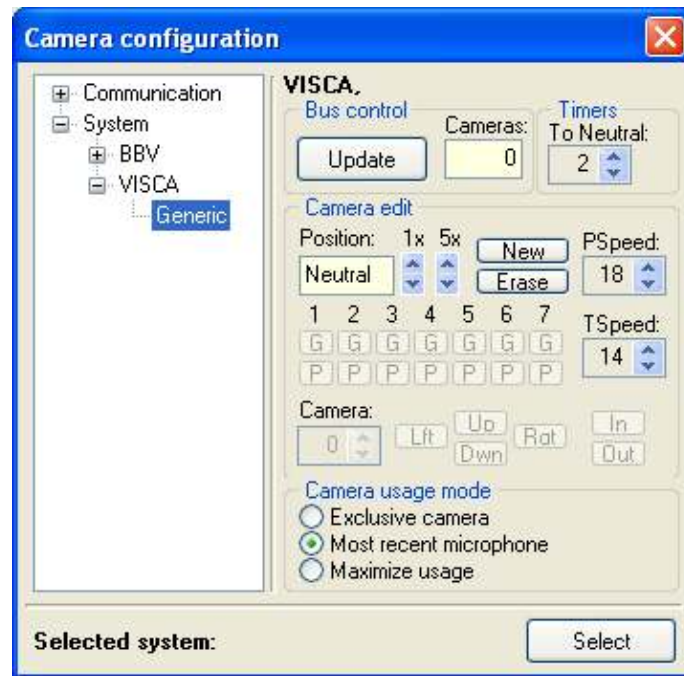 Camera configuration
Communication
System
BBV
VISCA
Generic
VISCA,
Bus control
Update
Cameras:
0
Timers
To Neutral:
2
Camera edit
Position: 1x 5x
Neutral
New
Erase
PSpeed:
18
1 2 3 4 5 6 7
G G G G G G G
P P P P P P P
TSpeed:
14
Camera:
0
Lft
Up
Dwn
Rgt
In
Out
Camera usage mode
Exclusive camera
Most recent microphone
Maximize usage
Selected system:
Select